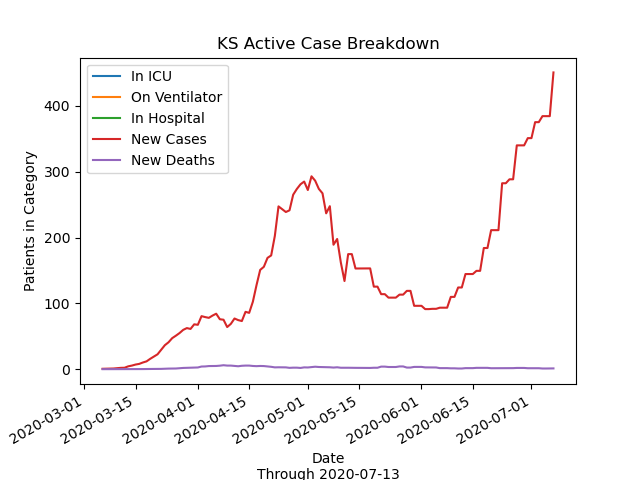 KS Active Case Breakdown
In ICU
On Ventilator
In Hospital
New Cases
New Deaths
Patients in Category
400
300
200
100
0
2020-03-01
2020-03-15
2020-04-01
2020-04-15
2020-05-01
2020-05-15
2020-06-01
2020-06-15
2020-07-01
Date
Through 2020-07-13